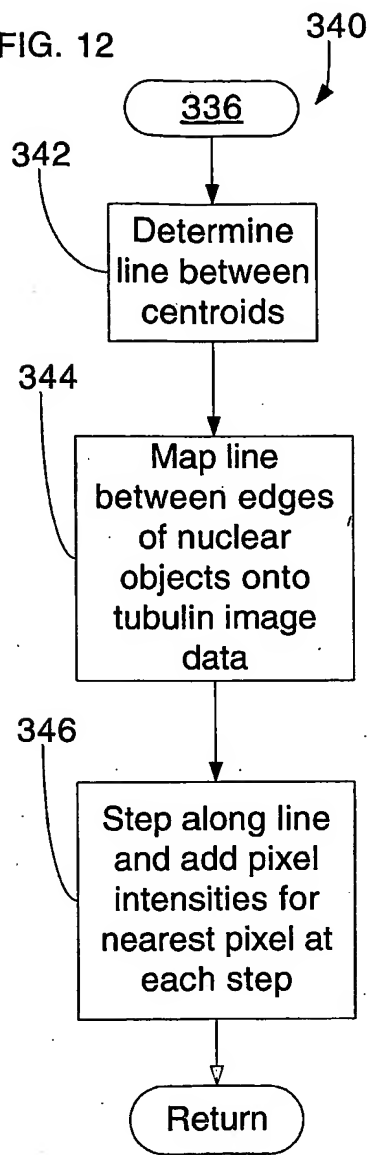 FIG. 12
340
336
342
Determine
line between
centroids
344
Map line
between edges
of nuclear
objects onto
tubulin image
data
346
Step along line
and add pixel
intensities for
nearest pixel at
each step
Return